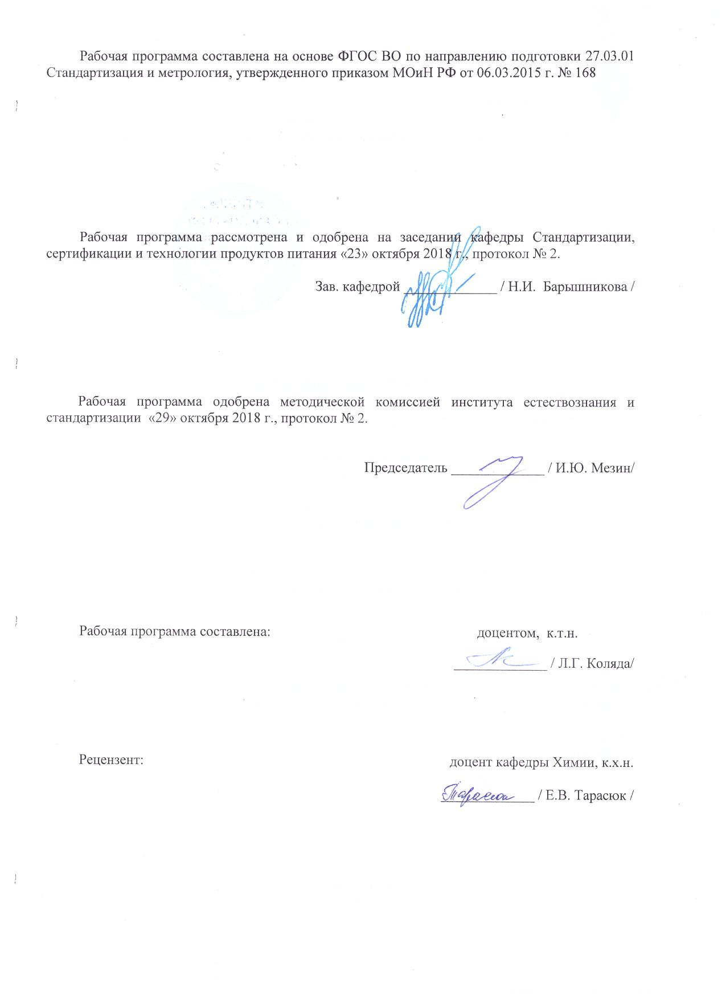 Рабочая программа составлена на основе ФГОС ВО по направлению подготовки 27.03.01
Стандартизация и метрология, утвержденного приказом МОиН РФ от 06.03.2015 г. № 168
Рабочая программа рассмотрена и одобрена на заседании кафедры Стандартизации,
сертификации и технологии продуктов питания «23» октября 2018 г., протокол № 2.
Зав. кафедрой _____________ / Н.И. Барышникова /
Рабочая программа одобрена методической комиссией института естествознания и
стандартизации «29» октября 2018 г., протокол № 2.
Председатель _____________ / И.Ю. Мезин/
Рабочая программа составлена: доцентом, к.т.н.
_____________ / Л.Г. Коляда/
Рецензент: доцент кафедры Химии, к.х.н.
_____________ / Е.В. Тарасюк /